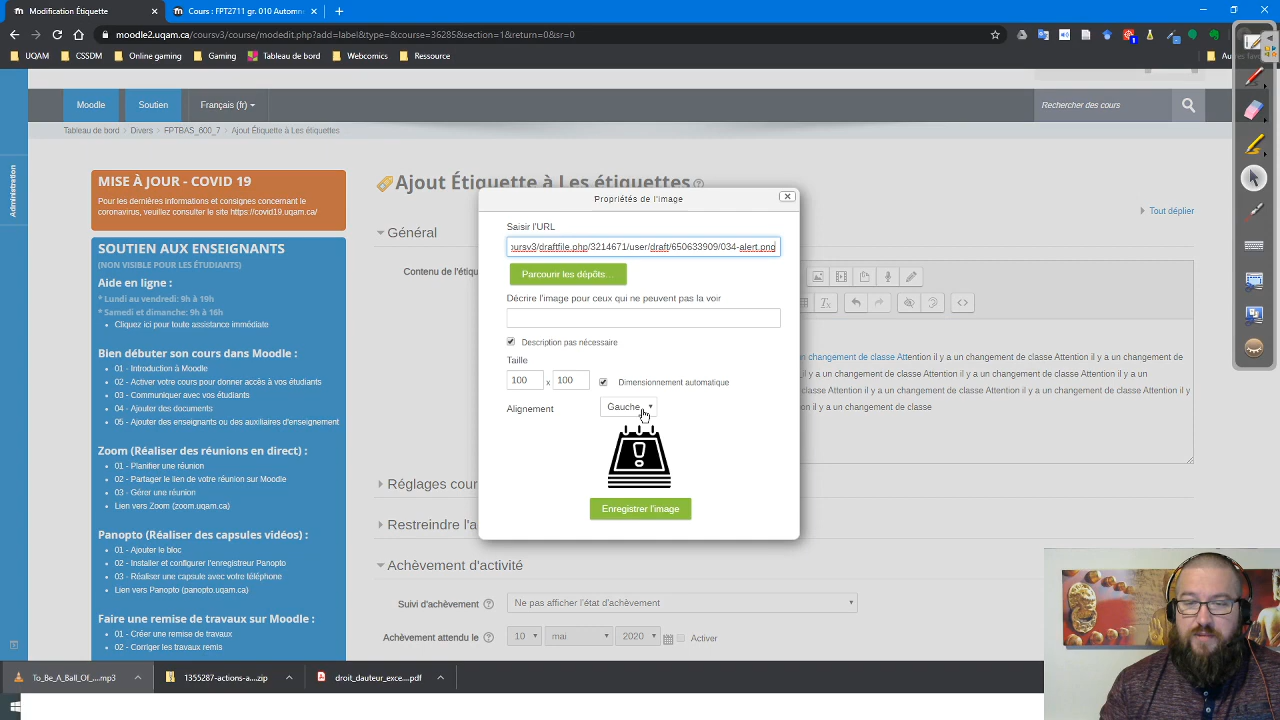 Modification Étiquette
Cours : FPT2711 gr. 010 Automn
moodle2.uqam.ca/coursv3/course/modedit.php?add=label&type=&course=36285&section=1&return=0&sr=0
UQAM
CSSDM
Online gaming
Gaming
Tableau de bord
Webcomics
Ressource
Autres favo
Moodle
Soutien
Français (fr)
Rechercher des cours
Tableau de bord
Divers
FPTBAS_600_7
Ajout Étiquette à Les étiquettes
Administration
MISE À JOUR - COVID 19
Pour les dernières informations et consignes concernant le
coronavirus, veuillez consulter le site https://covid19.uqam.ca/
SOUTIEN AUX ENSEIGNANTS
(NON VISIBLE POUR LES ÉTUDIANTS)
Aide en ligne :
* Lundi au vendredi: 9h à 19h
* Samedi et dimanche: 9h à 16h
Cliquez ici pour toute assistance immédiate
Bien débuter son cours dans Moodle :
01 - Introduction à Moodle
02 - Activer votre cours pour donner accès à vos étudiants
03 - Communiquer avec vos étudiants
04 - Ajouter des documents
05 - Ajouter des enseignants ou des auxiliaires d'enseignement
Zoom (Réaliser des réunions en direct) :
01 - Planifier une réunion
02 - Partager le lien de votre réunion sur Moodle
03 - Gérer une réunion
Lien vers Zoom (zoom.uqam.ca)
Panopto (Réaliser des capsules vidéos) :
01 - Ajouter le bloc
02 - Installer et configurer l'enregistreur Panopto
03 - Réaliser une capsule avec votre téléphone
Lien vers Panopto (panopto.uqam.ca)
Faire une remise de travaux sur Moodle :
01 - Créer une remise de travaux
02 - Corriger les travaux remis
Ajout Étiquette à Les étiquettes
Tout déplier
Général
Contenu de l'étiqu
un changement de classe Attention il y a un changement de classe Attention il y a un changement de
il y a un changement de classe Attention il y a un changement de classe
changement de classe Attention il y a un changement de classe Attention il y
il y a un changement de classe
Propriétés de l'image
Saisir l'URL
oursv3/draftfile.php/3214671/user/draft/650633909/034-alert.png
Parcourir les dépôts...
Décrire l'image pour ceux qui ne peuvent pas la voir
Description pas nécessaire
Taille
100 x 100
Dimensionnement automatique
Alignement
Gauche
Enregistrer l'image
Réglages cour
Restreindre l'a
Achèvement d'activité
Suivi d'achèvement
Ne pas afficher l'état d'achèvement
Achèvement attendu le
10
mai
2020
Activer
To_Be_A_Ball_Of_....mp3
1355287-actions-a....zip
droit_dauteur_exce....pdf